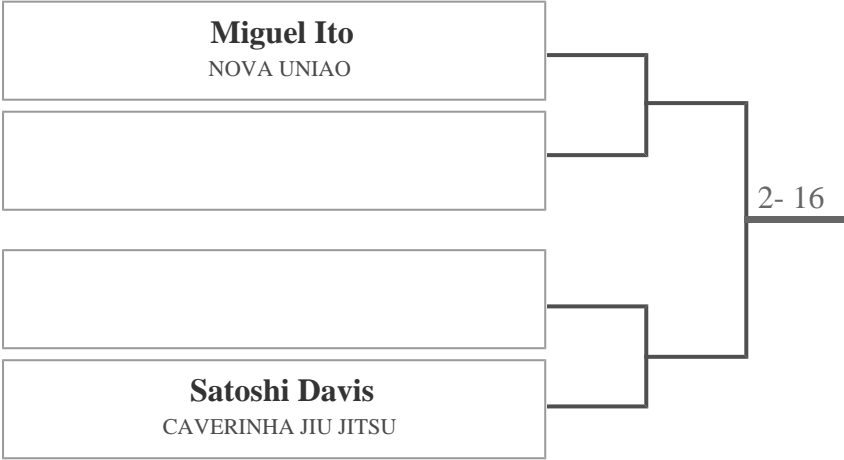 Miguel Ito
NOVA UNIAO
2- 16
Satoshi Davis
CAVERINHA JIU JITSU